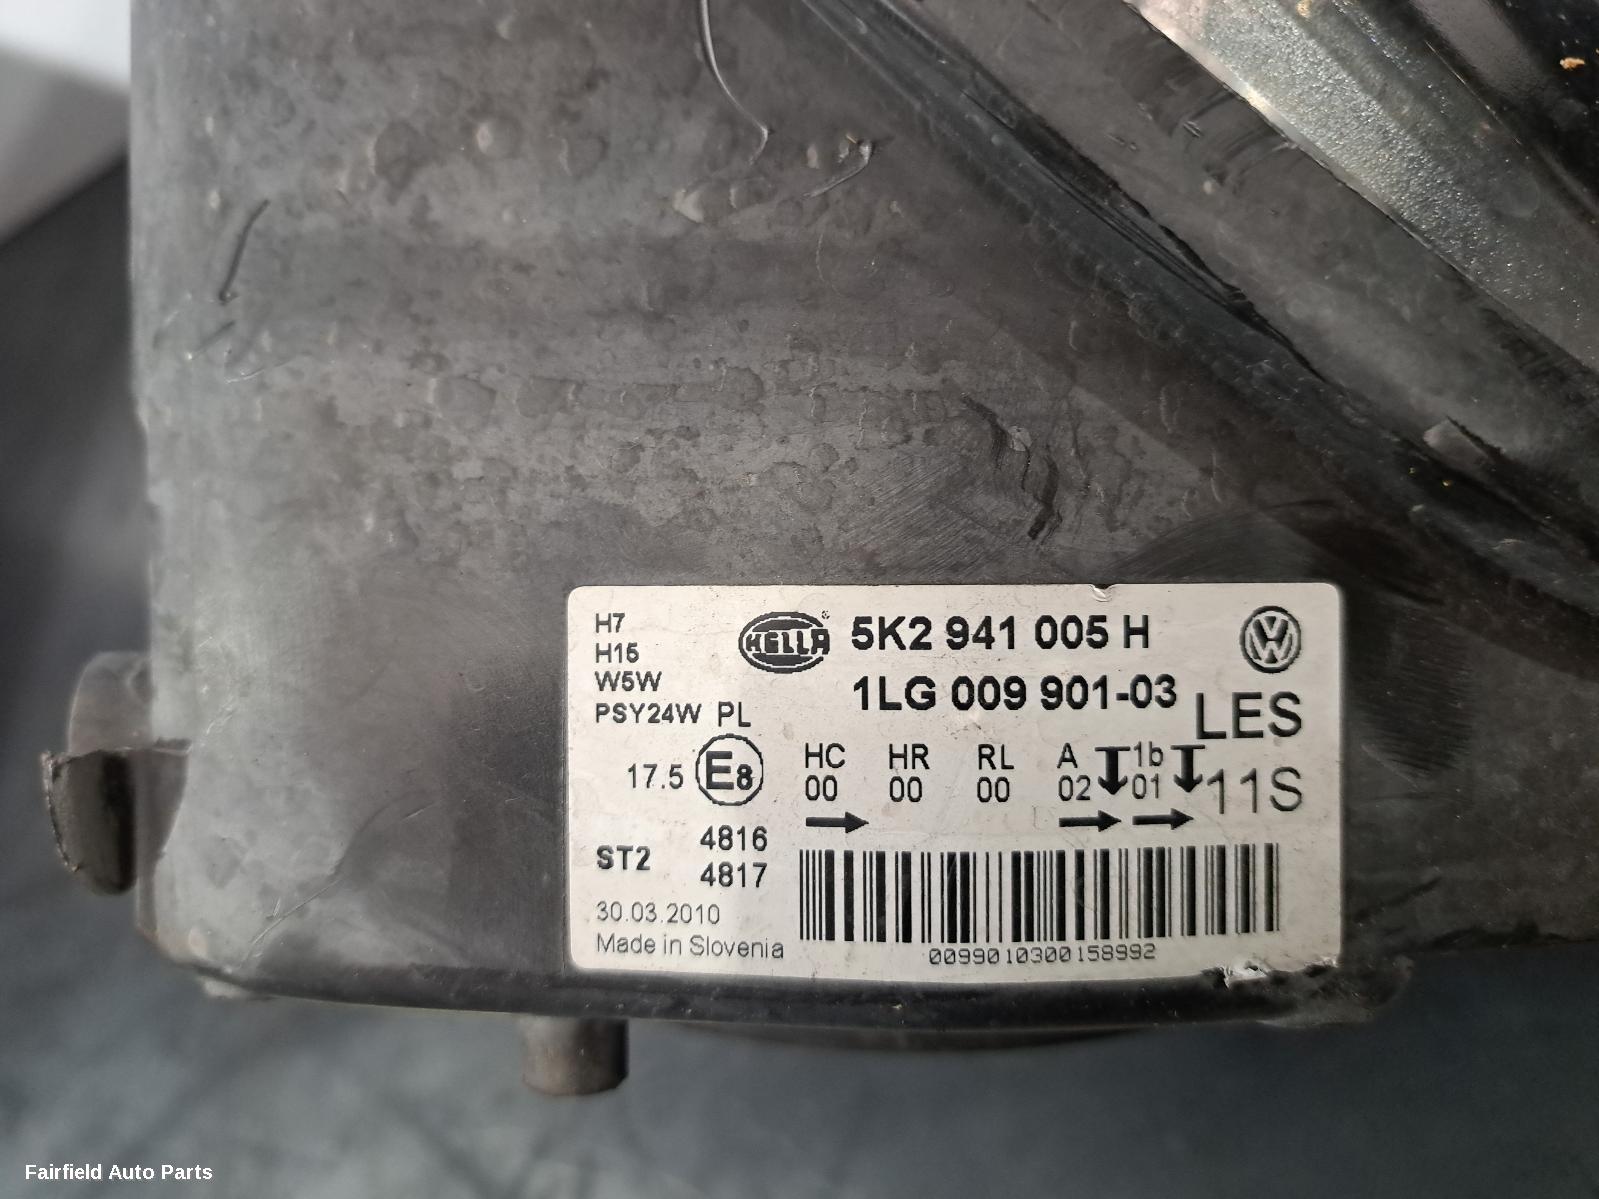 H7
H15
W5W
PSY24W PL
HELLA®
5K2 941 005 H
1LG 009 901-03
LES
17.5 E8
HC HR RL A 1b
00 00 00 02 01
11S
ST2
4816
4817
30.03.2010
Made in Slovenia
0099010300158992
Fairfield Auto Parts